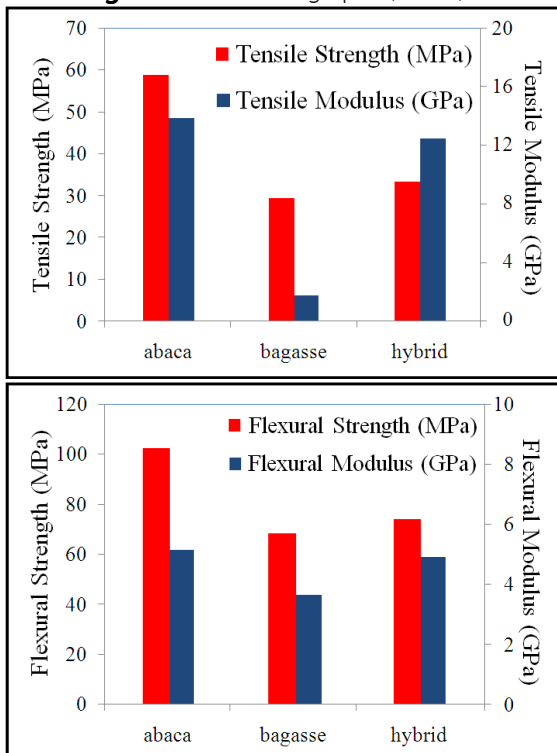 70
60
50
40
30
20
10
0
Tensile Strength (MPa)
Tensile Strength (MPa)
Tensile Modulus (GPa)
20
16
12
8
4
0
Tensile Modulus
(GPa)
abaca bagasse hybrid
120
100
80
60
40
20
0
Flexural Strength (MPa)
Flexural Strength (MPa)
Flexural Modulus (GPa)
10
8
6
4
2
0
Flexural Modulus
(GPa)
abaca bagasse hybrid